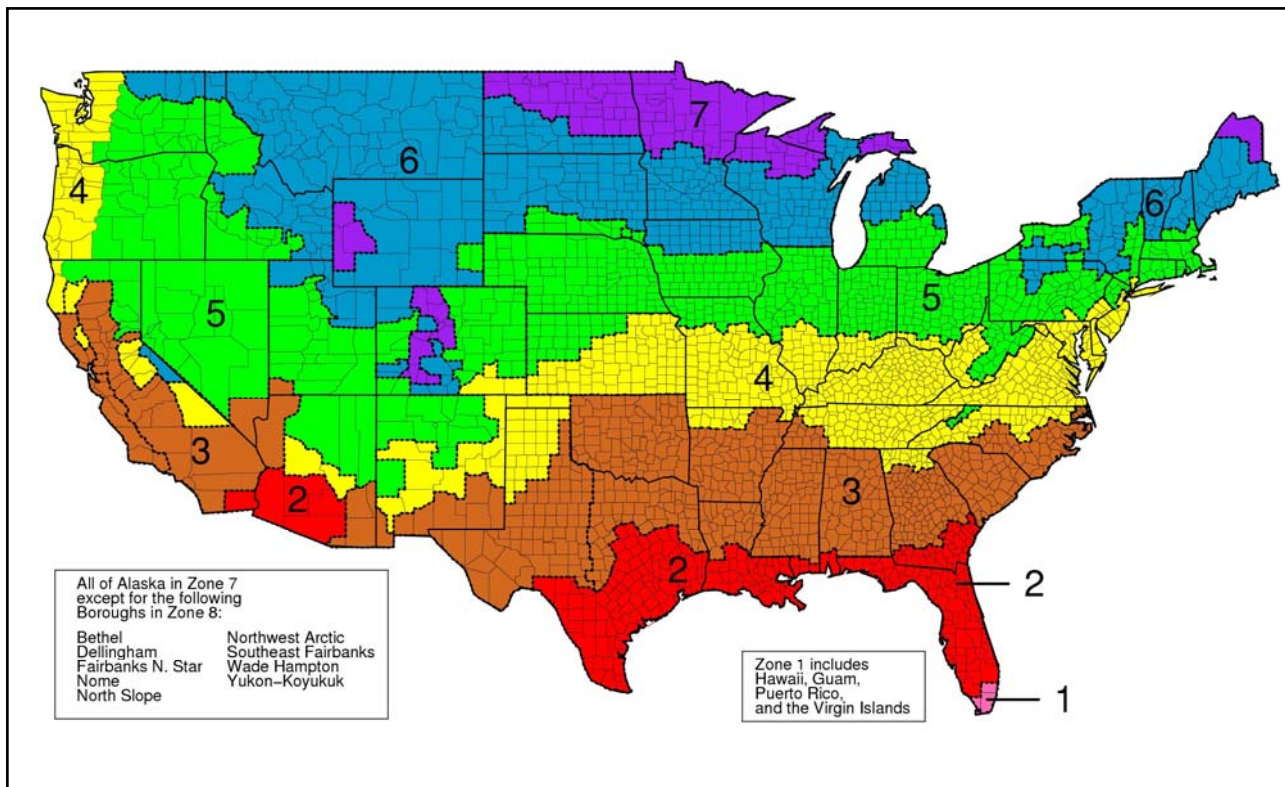 7
6
6
4
5
5
4
3
3
2
2
2
1
All of Alaska in Zone 7
except for the following
Boroughs in Zone 8:
Bethel
Dellingham
Fairbanks N. Star
Nome
North Slope
Northwest Arctic
Southeast Fairbanks
Wade Hampton
Yukon-Koyukuk
Zone 1 includes
Hawaii, Guam,
Puerto Rico,
and the Virgin Islands